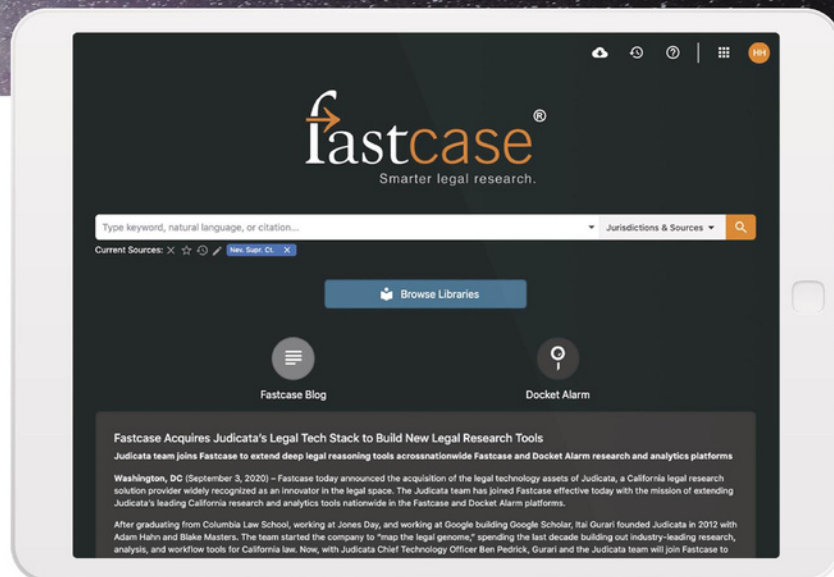 HH
fastcase®
Smarter legal research.
Type keyword, natural language, or citation...
Jurisdictions & Sources
Current Sources:
Nev. Supr. Ct. X
Browse Libraries
Fastcase Blog
Docket Alarm
Fastcase Acquires Judicata's Legal Tech Stack to Build New Legal Research Tools
Judicata team joins Fastcase to extend deep legal reasoning tools acrossnationwide Fastcase and Docket Alarm research and analytics platforms
Washington, DC (September 3, 2020) – Fastcase today announced the acquisition of the legal technology assets of Judicata, a California legal research
solution provider widely recognized as an innovator in the legal space. The Judicata team has joined Fastcase effective today with the mission of extending
Judicata's leading California research and analytics tools nationwide in the Fastcase and Docket Alarm platforms.
After graduating from Columbia Law School, working at Jones Day, and working at Google building Google Scholar, Itai Gurari founded Judicata in 2012 with
Adam Hahn and Blake Masters. The team started the company to "map the legal genome," spending the last decade building out industry-leading research,
analysis, and workflow tools for California law. Now, with Judicata Chief Technology Officer Ben Pedrick, Gurari and the Judicata team will join Fastcase to